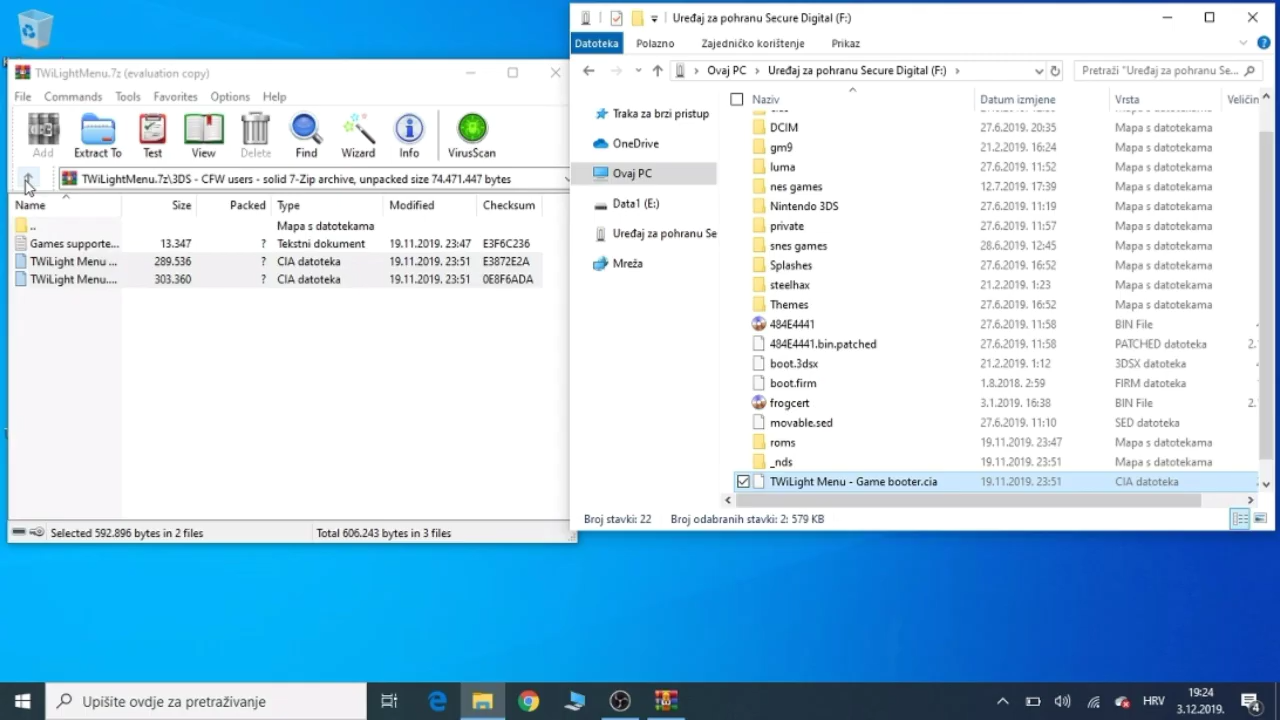 TWiLightMenu.7z (evaluation copy)
File Commands Tools Favorites Options Help
Add Extract To Test View Delete Find Wizard Info VirusScan
TWiLightMenu.7z\3DS - CFW users - solid 7-Zip archive, unpacked size 74.471.447 bytes
Name Size Packed Type Modified Checksum
.. Mapa s datotekama
Games supporte... 13.347 ? Tekstni dokument 19.11.2019. 23:47 E3F6C236
TWiLight Menu ... 289.536 ? CIA datoteka 19.11.2019. 23:51 E3872E2A
TWiLight Menu.... 303.360 ? CIA datoteka 19.11.2019. 23:51 0E8F6ADA
Selected 592.896 bytes in 2 files Total 606.243 bytes in 3 files
Uređaj za pohranu Secure Digital (F:)
Datoteka Polazno Zajedničko korištenje Prikaz
Ovaj PC Uređaj za pohranu Secure Digital (F:) Pretraži "Uređaj za pohranu Se...
Traka za brzi pristup
OneDrive
Ovaj PC
Data1 (E:)
Uređaj za pohranu Se
Mreža
Naziv Datum izmjene Vrsta Veličin
DCIM 27.6.2019. 20:35 Mapa s datotekama
gm9 21.2.2019. 16:24 Mapa s datotekama
luma 27.6.2019. 11:52 Mapa s datotekama
nes games 12.7.2019. 17:39 Mapa s datotekama
Nintendo 3DS 27.6.2019. 11:19 Mapa s datotekama
private 27.6.2019. 11:57 Mapa s datotekama
snes games 28.6.2019. 12:45 Mapa s datotekama
Splashes 27.6.2019. 16:52 Mapa s datotekama
steelhax 21.2.2019. 1:23 Mapa s datotekama
Themes 27.6.2019. 16:52 Mapa s datotekama
484E4441 27.6.2019. 11:58 BIN File
484E4441.bin.patched 27.6.2019. 11:58 PATCHED datoteka 2.
boot.3dsx 21.2.2019. 1:12 3DSX datoteka
boot.firm 1.8.2018. 2:59 FIRM datoteka
frogcert 3.1.2019. 16:38 BIN File 2.
movable.sed 27.6.2019. 11:10 SED datoteka
roms 19.11.2019. 23:47 Mapa s datotekama
_nds 19.11.2019. 23:51 Mapa s datotekama
TWiLight Menu - Game booter.cia 19.11.2019. 23:51 CIA datoteka
Broj stavki: 22 Broj odabranih stavki: 2: 579 KB
Upišite ovdje za pretraživanje
HRV
19:24
3.12.2019.
4